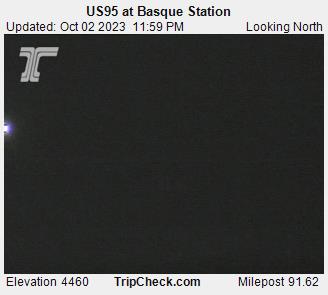 US95 at Basque Station
Updated: Oct 02 2023 11:59 PM Looking North
Elevation 4460 TripCheck.com Milepost 91.62